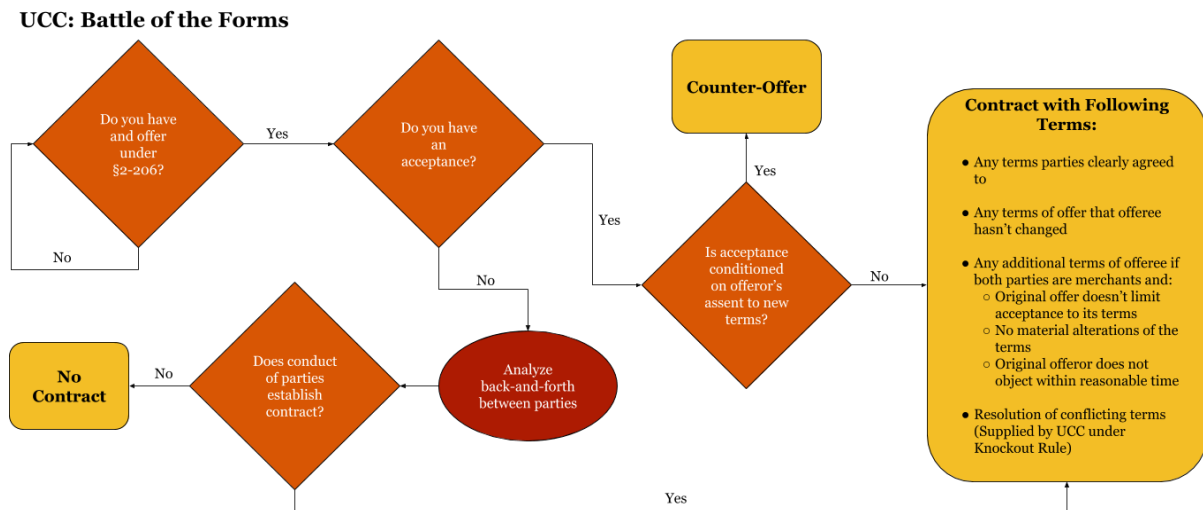 UCC: Battle of the Forms
Do you have
and offer
under
§2-206?
Yes
No
Do you have
an
acceptance?
Yes
No
Counter-Offer
Yes
Is acceptance
conditioned
on offeror's
assent to new
terms?
No
Contract with Following
Terms:
● Any terms parties clearly agreed
to
● Any terms of offer that offeree
hasn't changed
● Any additional terms of offeree if
both parties are merchants and:
○ Original offer doesn't limit
acceptance to its terms
○ No material alterations of the
terms
○ Original offeror does not
object within reasonable time
● Resolution of conflicting terms
(Supplied by UCC under
Knockout Rule)
Analyze
back-and-forth
between parties
Does conduct
of parties
establish
contract?
No
No
Contract
Yes